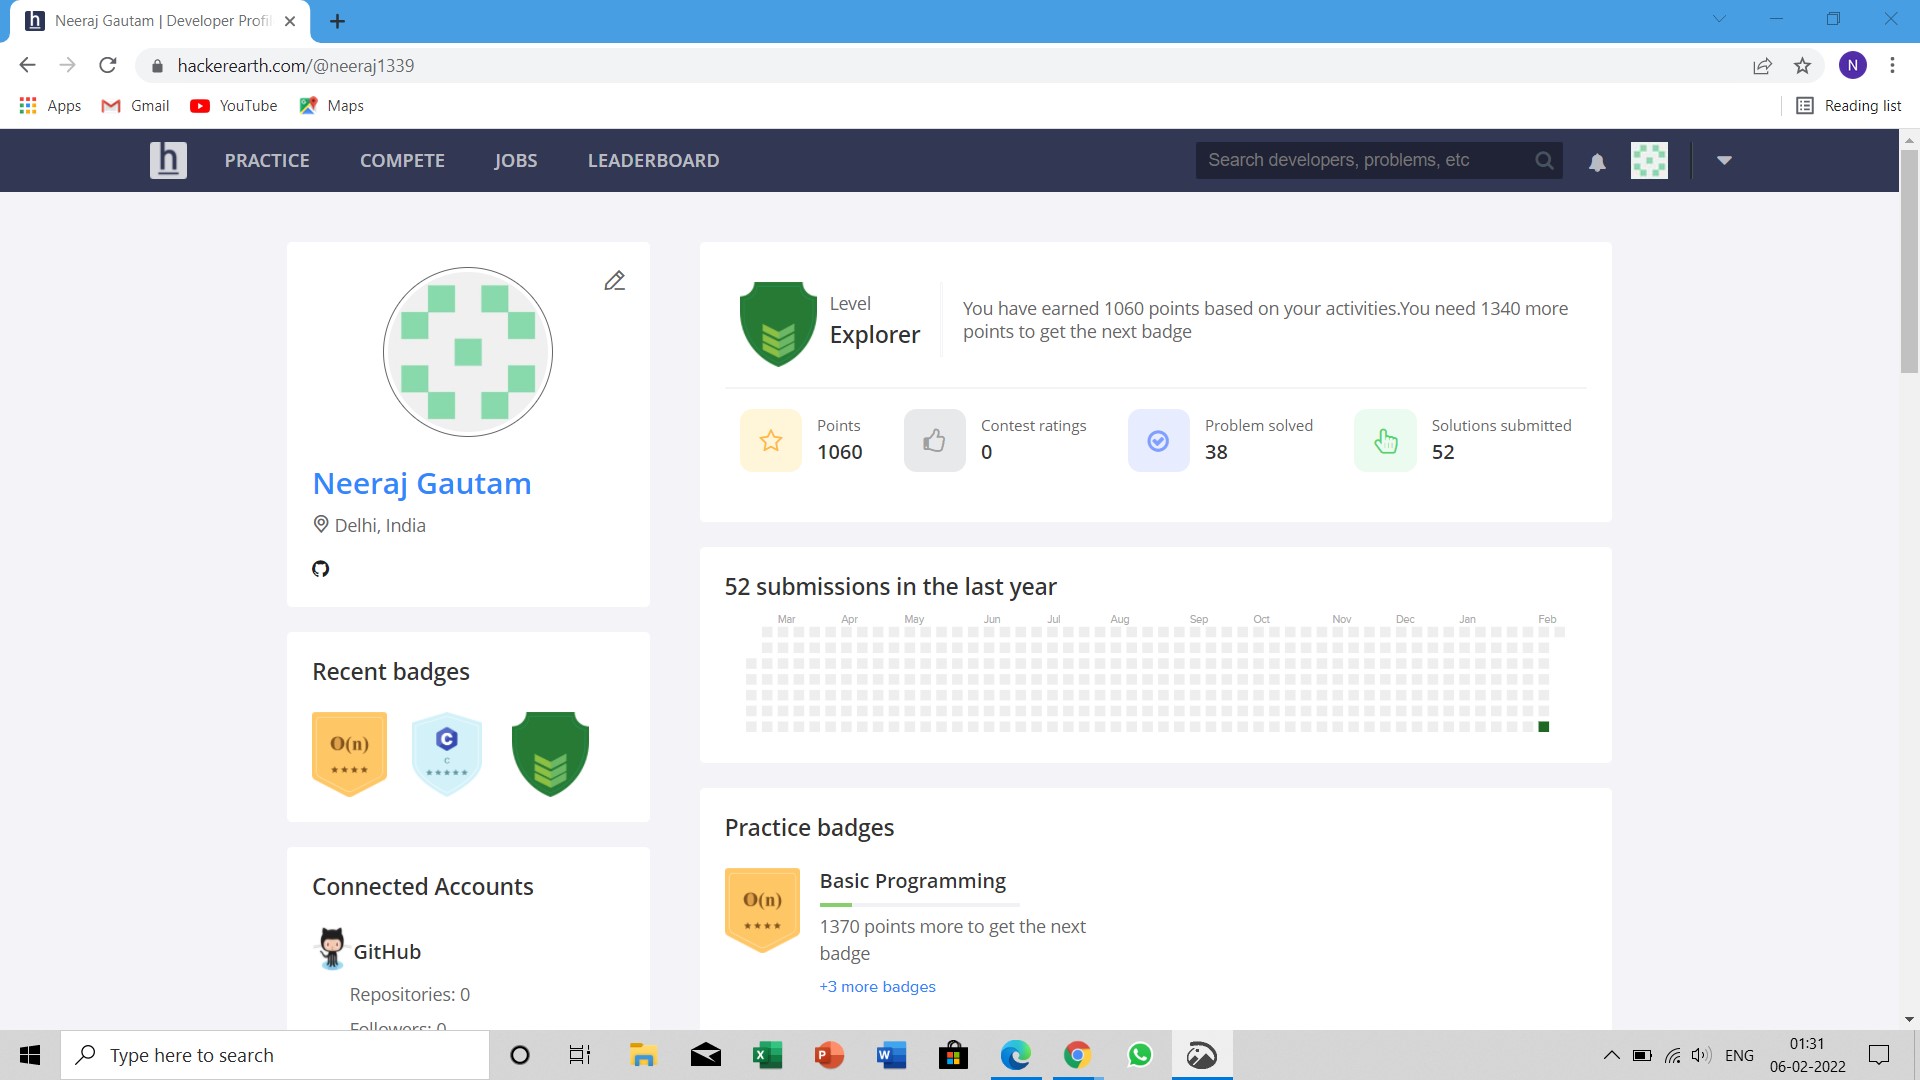 Neeraj Gautam | Developer Profi
hackerearth.com/@neeraj1339
N
Apps Gmail YouTube Maps
Reading list
h PRACTICE COMPETE JOBS LEADERBOARD
Search developers, problems, etc
Neeraj Gautam
Delhi, India
Level
Explorer
You have earned 1060 points based on your activities.You need 1340 more
points to get the next badge
Points
1060
Contest ratings
0
Problem solved
38
Solutions submitted
52
52 submissions in the last year
Mar Apr May Jun Jul Aug Sep Oct Nov Dec Jan Feb
Recent badges
O(n)
C
C
Practice badges
O(n)
Basic Programming
1370 points more to get the next
badge
+3 more badges
Connected Accounts
GitHub
Repositories: 0
Followers: 0
Type here to search
ENG
01:31
06-02-2022